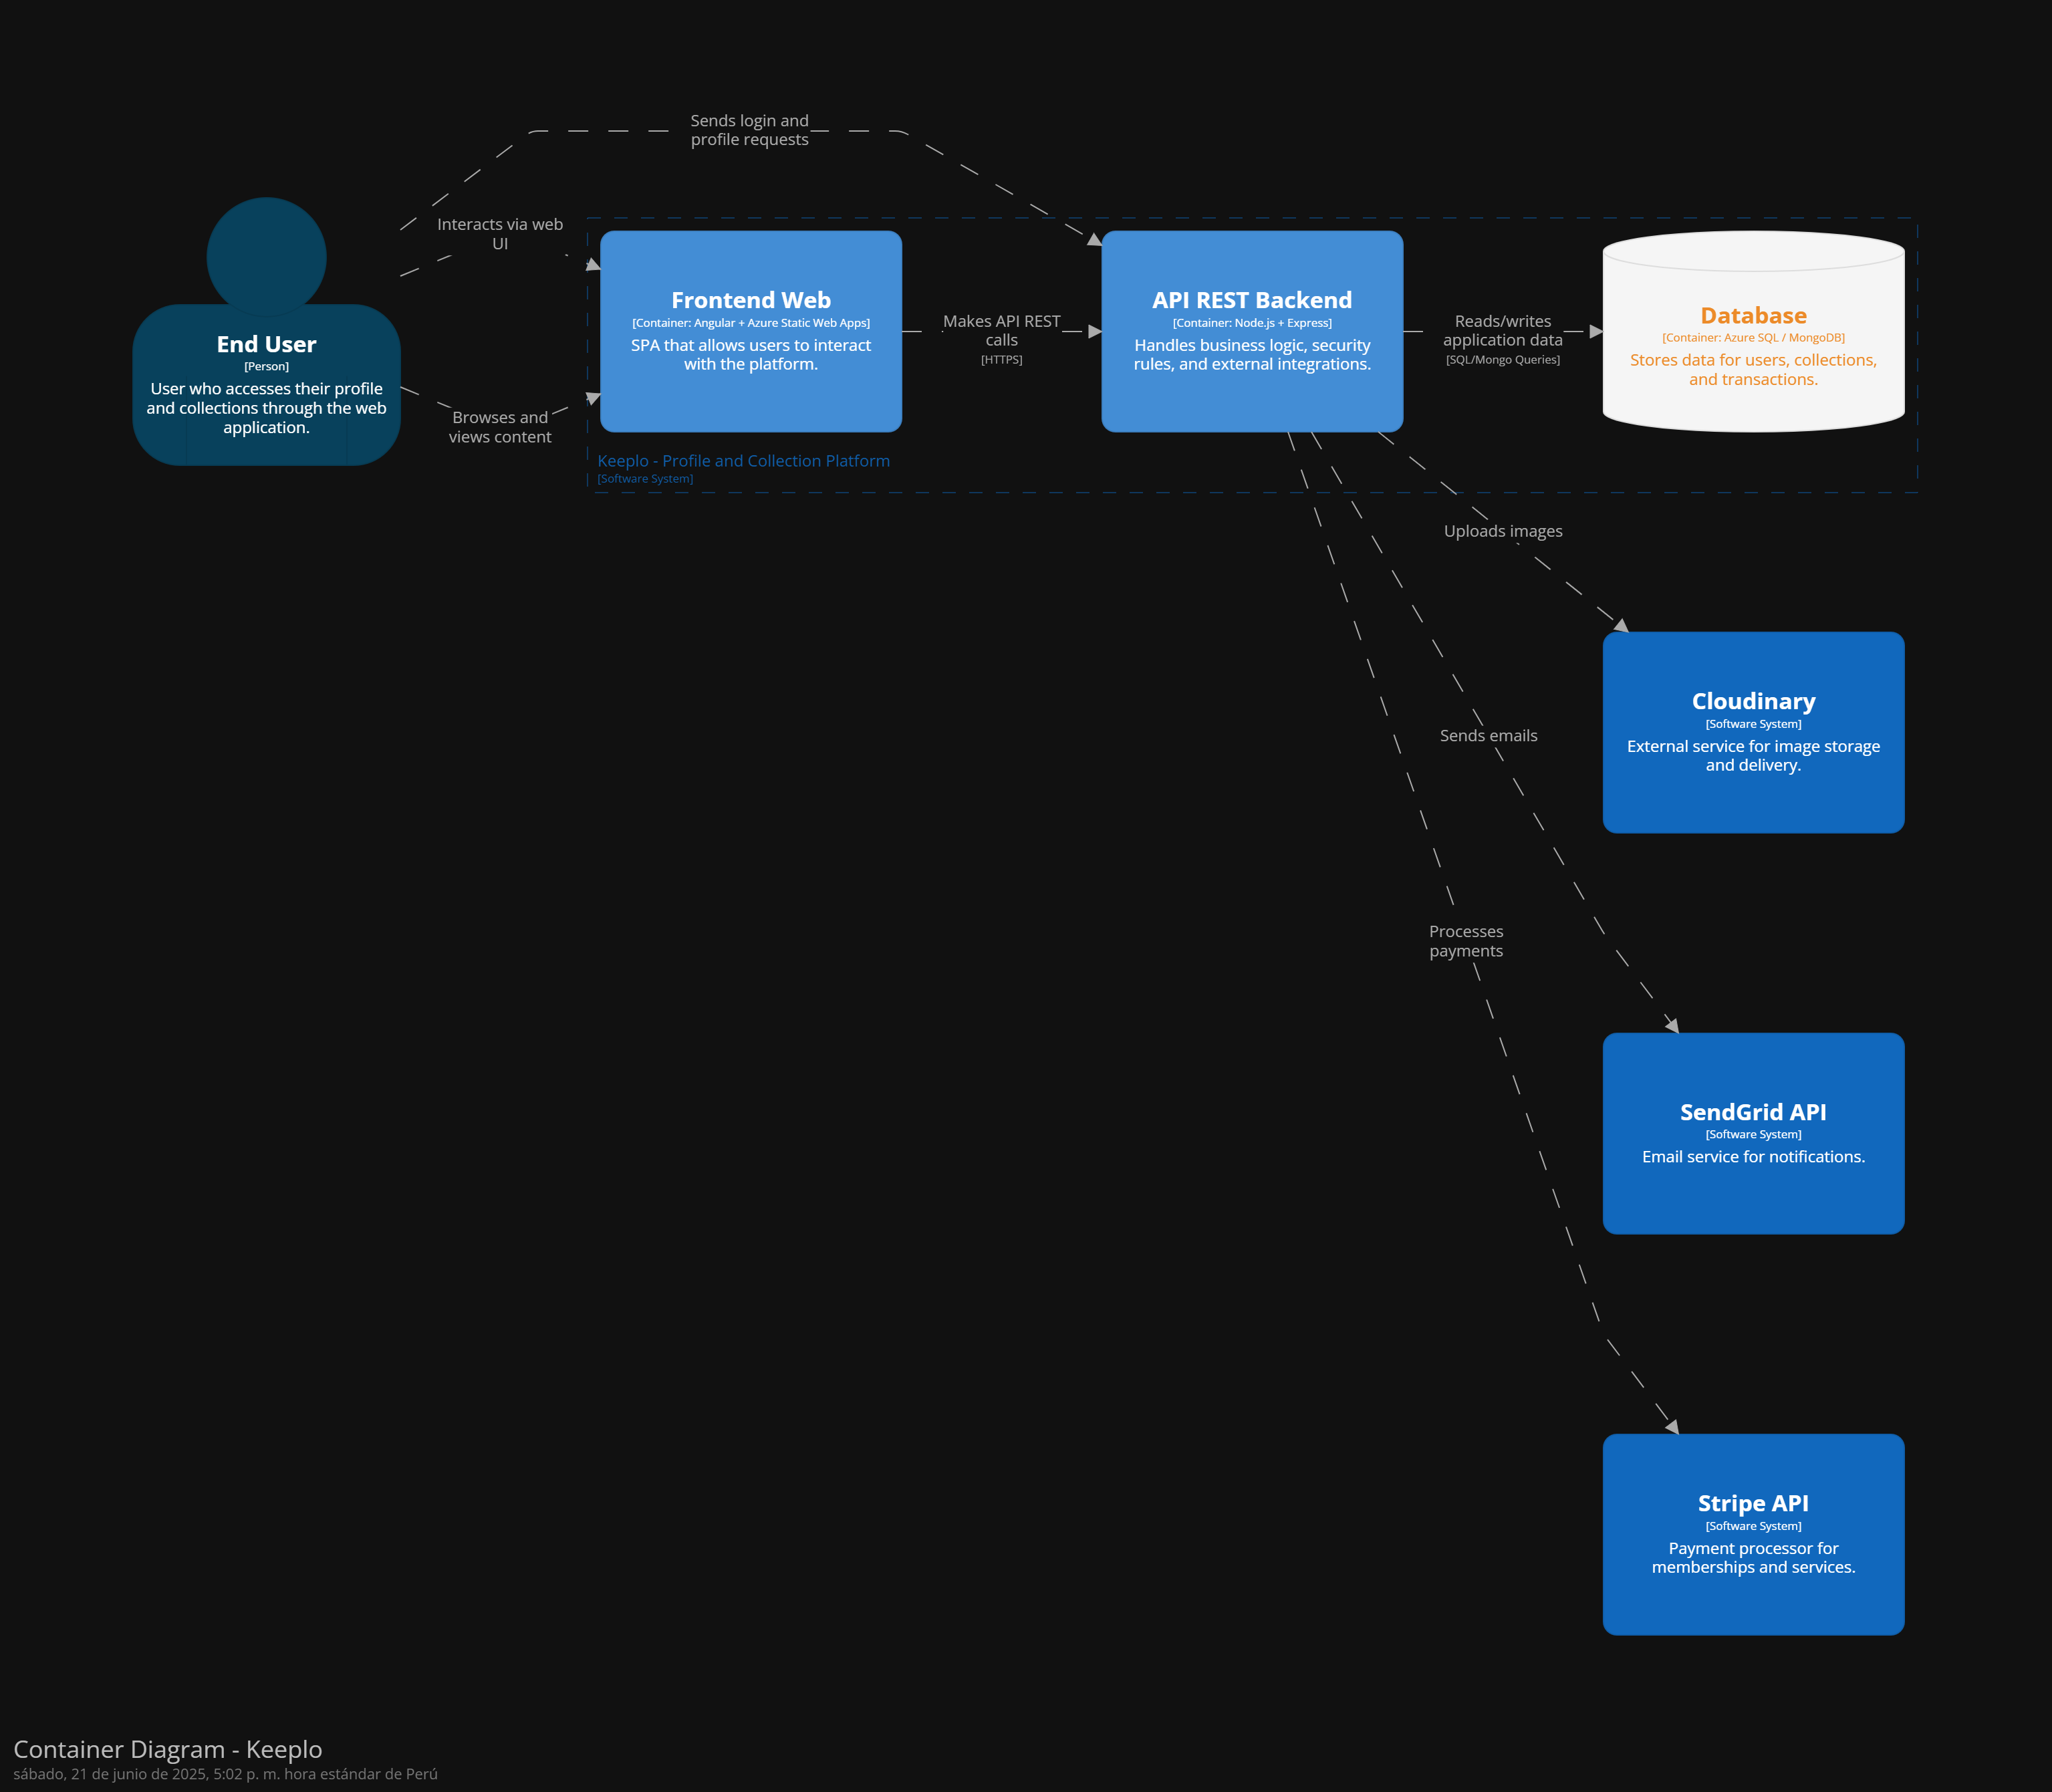 Sends login and
profile requests
Interacts via web
UI
End User
[Person]
User who accesses their profile
and collections through the web
application.
Browses and
views content
Frontend Web
[Container: Angular + Azure Static Web Apps]
SPA that allows users to interact
with the platform.
Makes API REST
calls
[HTTPS]
API REST Backend
[Container: Node.js + Express]
Handles business logic, security
rules, and external integrations.
Reads/writes
application data
[SQL/Mongo Queries]
Database
[Container: Azure SQL / MongoDB]
Stores data for users, collections,
and transactions.
Keeplo - Profile and Collection Platform
[Software System]
Uploads images
Cloudinary
[Software System]
External service for image storage
and delivery.
Sends emails
Processes
payments
SendGrid API
[Software System]
Email service for notifications.
Stripe API
[Software System]
Payment processor for
memberships and services.
Container Diagram - Keeplo
sábado, 21 de junio de 2025, 5:02 p. m. hora estándar de Perú